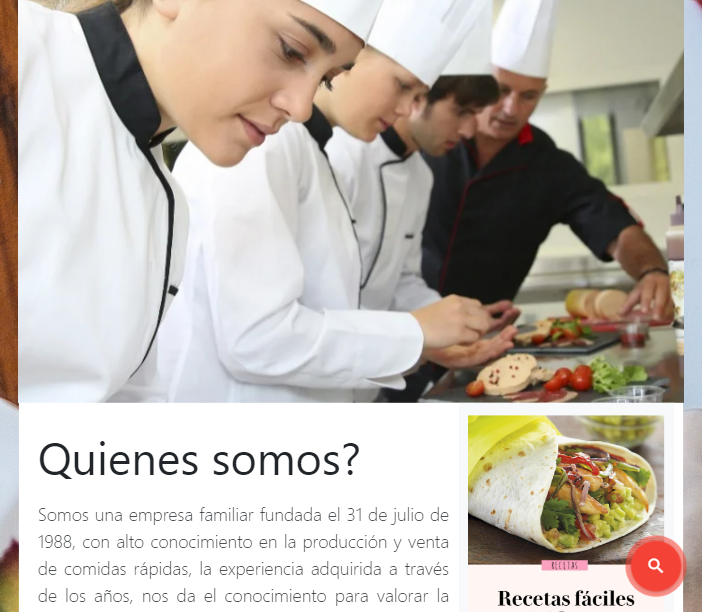 Quienes somos?
Somos una empresa familiar fundada el 31 de julio de
1988, con alto conocimiento en la producción y venta
de comidas rápidas, la experiencia adquirida a través
de los años, nos da el conocimiento para valorar la
RECETAS
Recetas fáciles